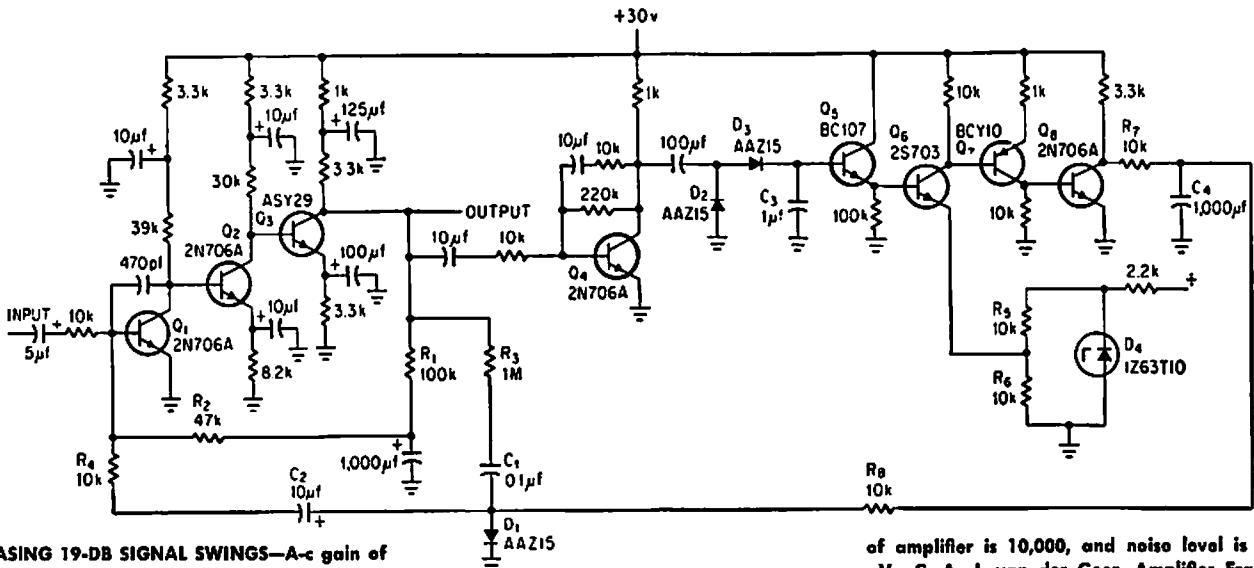 +30v
3.3k
3.3k
1k
1k
10k
1k
3.3k
10μf
+
+
10μf
+
125μf
10μf
10k
100μf
D3
AAZ15
Q5
BC107
Q6
2S703
BCY10
Q7
Q8
2N706A
R7
10k
30k
3.3k
ASY29
Q3
OUTPUT
220k
D2
AAZ15
C3
1μf
100k
10k
C4
1,000μf
39k
Q2
2N706A
470pf
10μf
10k
Q4
2N706A
+
100μf
3.3k
INPUT
+
10k
5μf
Q1
2N706A
+
10μf
8.2k
2.2k
+
R5
10k
D4
1Z63T10
R6
10k
R1
100k
R3
1M
R2
47k
R4
10k
+
1,000μf
C1
01μf
C2
10μf
+
D1
AAZ15
R8
10k
ASING 19-DB SIGNAL SWINGS—A-c gain of
of amplifier is 10,000, and noise level is